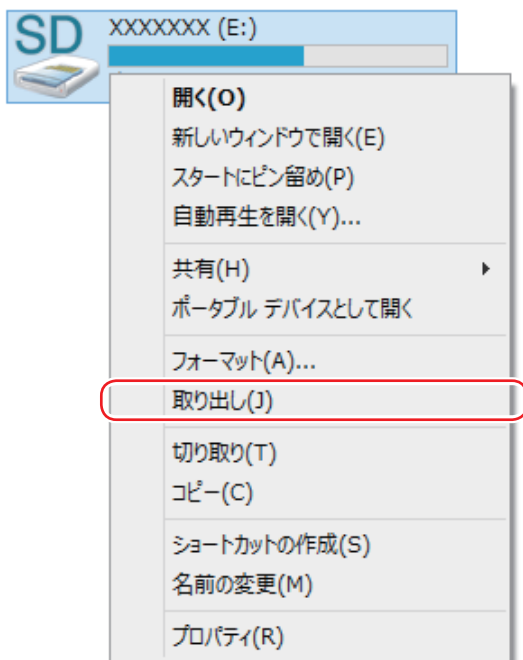 SD
XXXXXXX (E:)
開く(O)
新しいウィンドウで開く(E)
スタートにピン留め(P)
自動再生を開く(Y)...
共有(H)
ポータブル デバイスとして開く
フォーマット(A)...
取り出し(J)
切り取り(T)
コピー(C)
ショートカットの作成(S)
名前の変更(M)
プロパティ(R)